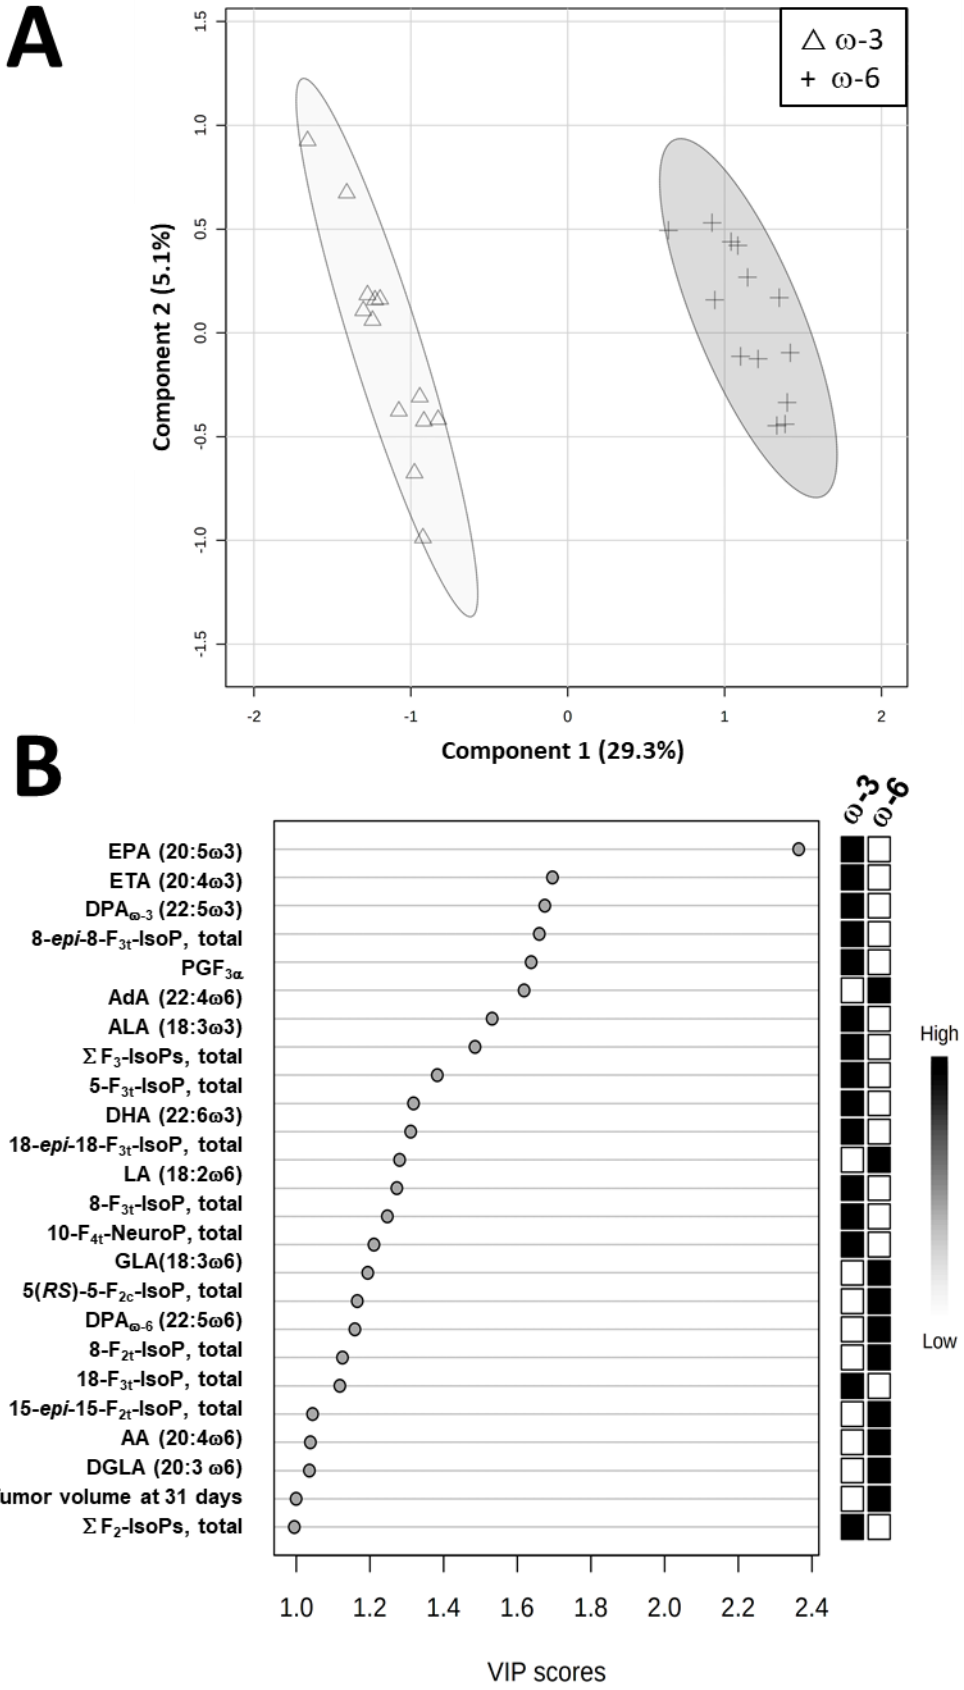 A
△ ω-3
+ ω-6
1.5
1.0
0.5
0.0
-0.5
-1.0
-1.5
Component 2 (5.1%)
-2 -1 0 1 2
Component 1 (29.3%)
B
ω-3 ω-6
EPA (20:5ω3)
ETA (20:4ω3)
DPAω-3 (22:5ω3)
8-epi-8-F3t-IsoP, total
PGF3α
AdA (22:4ω6)
ALA (18:3ω3)
ΣF3-IsoPs, total
5-F3t-IsoP, total
DHA (22:6ω3)
18-epi-18-F3t-IsoP, total
LA (18:2ω6)
8-F3t-IsoP, total
10-F4t-NeuroP, total
GLA(18:3ω6)
5(RS)-5-F2c-IsoP, total
DPAω-6 (22:5ω6)
8-F2t-IsoP, total
18-F3t-IsoP, total
15-epi-15-F2t-IsoP, total
AA (20:4ω6)
DGLA (20:3 ω6)
umor volume at 31 days
ΣF2-IsoPs, total
High
Low
1.0 1.2 1.4 1.6 1.8 2.0 2.2 2.4
VIP scores